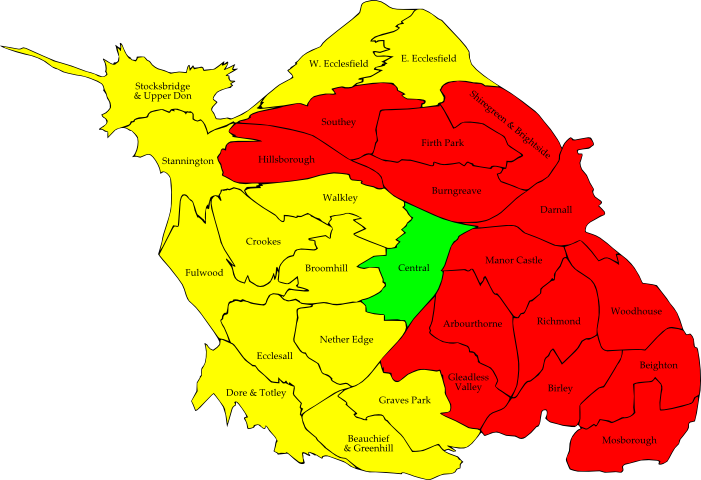 W. Ecclesfield
E. Ecclesfield
Stocksbridge
& Upper Don
Shiregreen & Brightside
Southey
Firth Park
Stannington
Hillsborough
Burngreave
Walkley
Darnall
Crookes
Manor Castle
Fulwood
Broomhill
Central
Woodhouse
Arbourthorne
Richmond
Nether Edge
Ecclesall
Beighton
Gleadless
Valley
Birley
Dore & Totley
Graves Park
Beauchief
& Greenhill
Mosborough